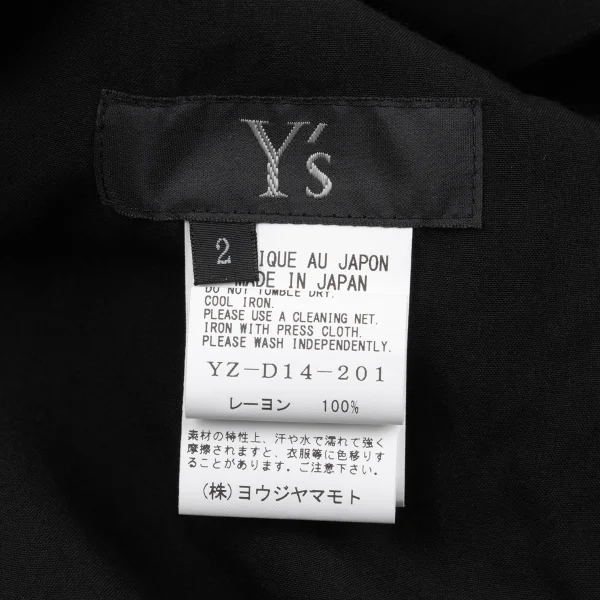 Y's
2
IQUE AU JAPON
MADE IN JAPAN
DO NOT TUMBLE DRY.
COOL IRON.
PLEASE USE A CLEANING NET.
IRON WITH PRESS CLOTH.
PLEASE WASH INDEPENDENTLY.
YZ-D14-201
レーヨン 100%
素材の特性上、汗や水で濡れて強く
摩擦されますと、衣服等に色移りす
ることがあります。ご注意下さい。
(株)ヨウジヤマモト